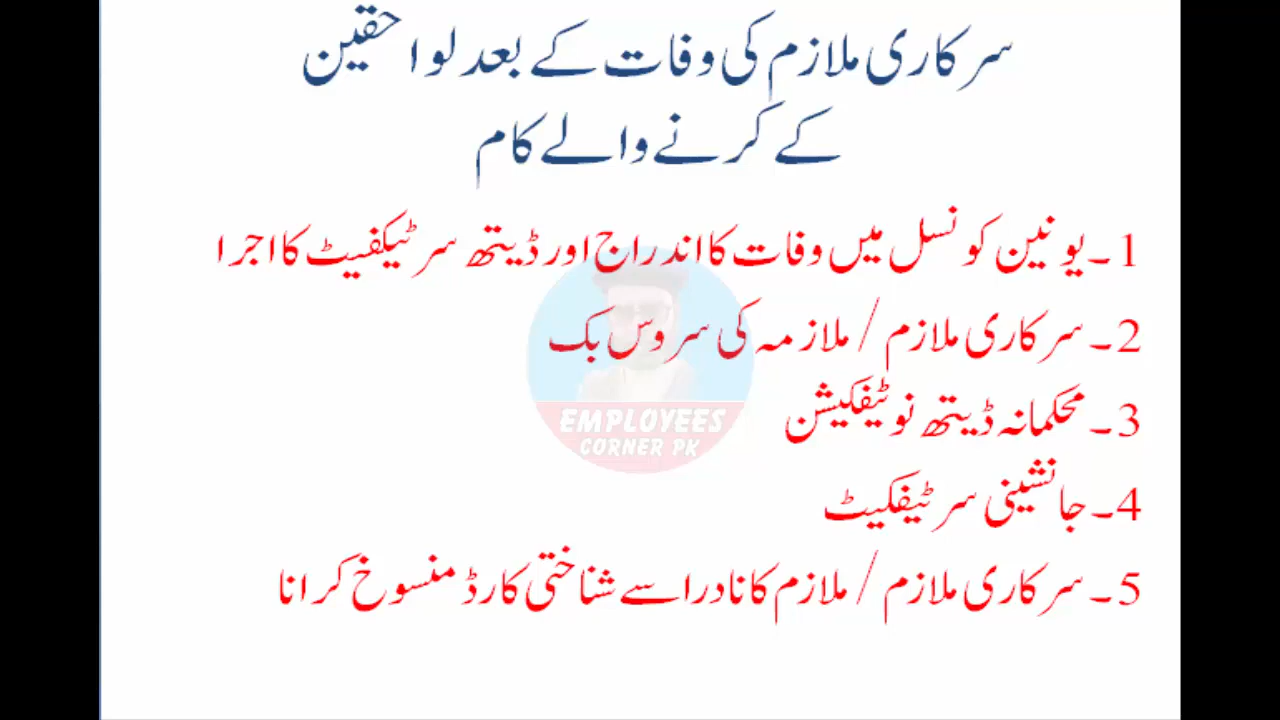 سرکاری ملازم کی وفات کے بعد لواحقین
کے کرنے والے کام
1۔یونین کونسل میں وفات کا اندراج اور ڈیتھ سرٹیکفیٹ کا اجرا
2۔ سرکاری ملازم / ملازمہ کی سروس بک
3۔ محکمانہ ڈیتھ نوٹیفکیشن
4۔جانشینی سرٹیفکیٹ
5۔ سرکاری ملازم / ملازم کا نادرا سے شناختی کارڈ منسوخ کرانا
EMPLOYEES
CORNER PK